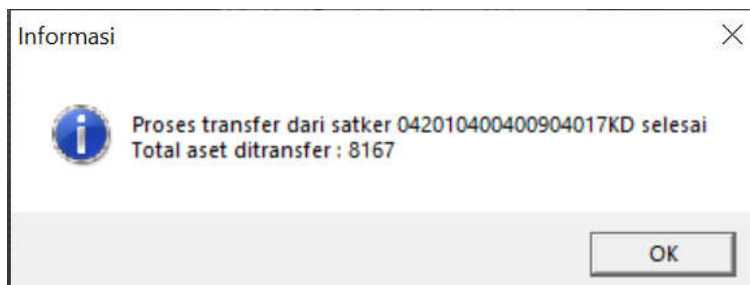 Informasi
Proses transfer dari satker 042010400400904017KD selesai
Total aset ditransfer : 8167
OK